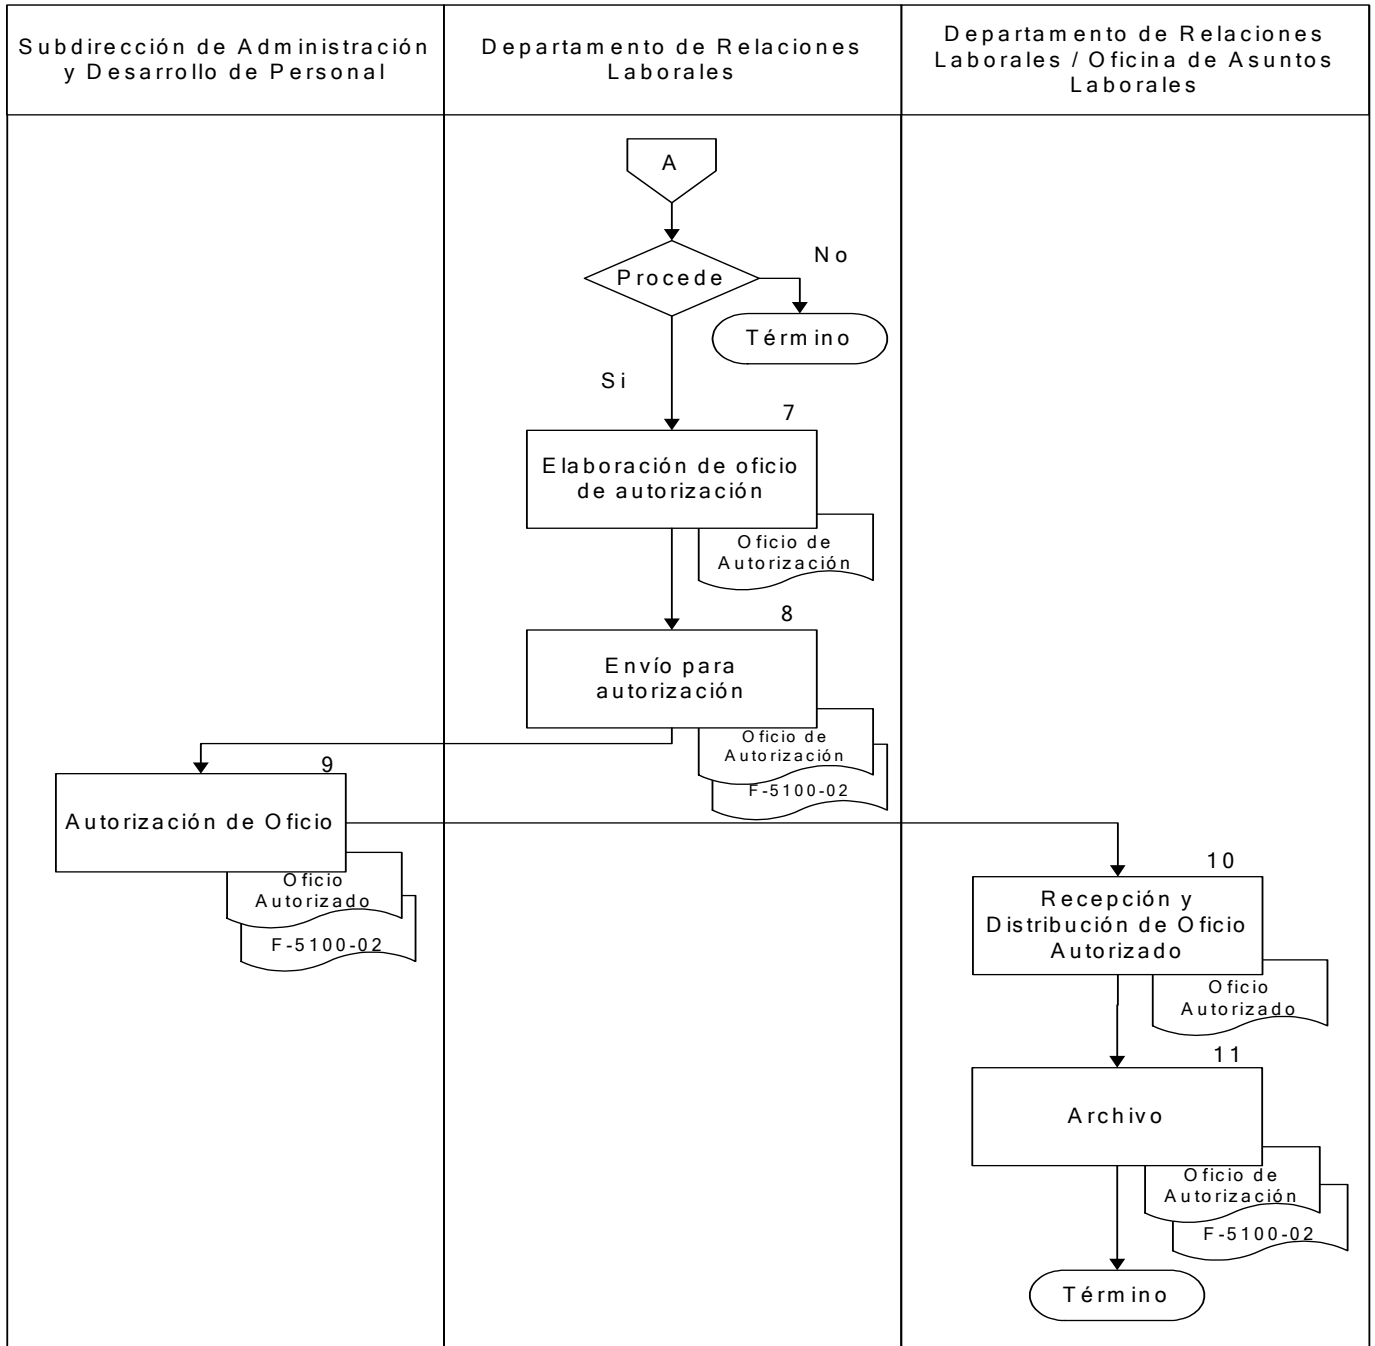 Subdirección de Administración
y Desarrollo de Personal
Departamento de Relaciones
Laborales
Departamento de Relaciones
Laborales / Oficina de Asuntos
Laborales
A
Procede
No
Término
Si
7
Elaboración de oficio
de autorización
Oficio de
Autorización
8
Envío para
autorización
Oficio de
Autorización
F-5100-02
9
Autorización de Oficio
Oficio
Autorizado
F-5100-02
10
Recepción y
Distribución de Oficio
Autorizado
Oficio
Autorizado
11
Archivo
Oficio de
Autorización
F-5100-02
Término